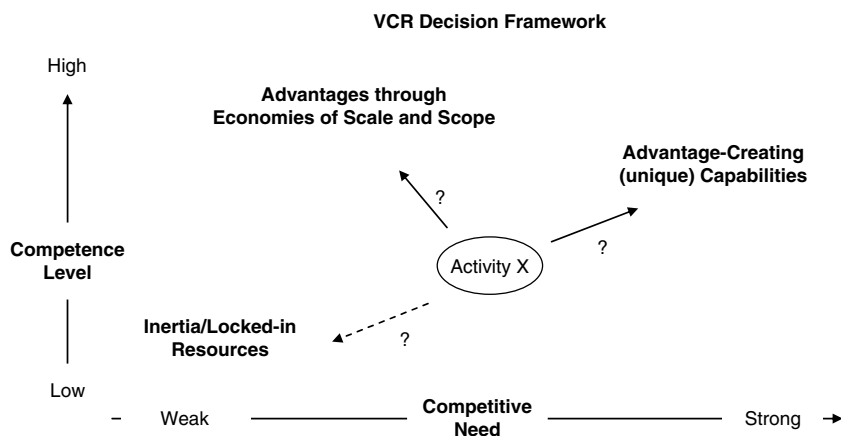 VCR Decision Framework
High
Advantages through
Economies of Scale and Scope
Advantage-Creating
(unique) Capabilities
?
?
Competence
Level
Activity X
Inertia/Locked-in
Resources
?
Low
Weak
Competitive
Need
Strong